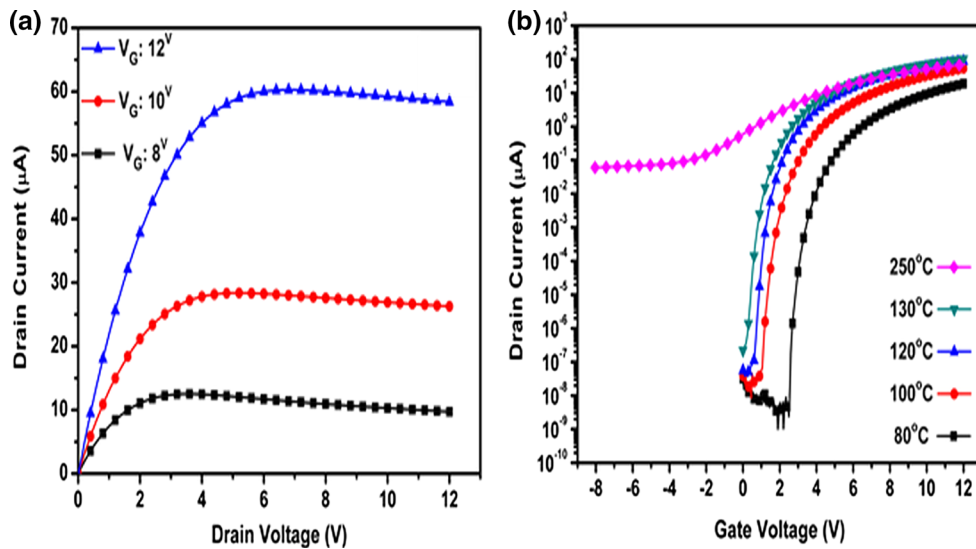 (a)
70
60
50
40
30
20
10
0
Drain Current (μA)
V_G: 12^V
V_G: 10^V
V_G: 8^V
0 2 4 6 8 10 12
Drain Voltage (V)
(b)
10^3
10^2
10^1
10^0
10^-1
10^-2
10^-3
10^-4
10^-5
10^-6
10^-7
10^-8
10^-9
10^-10
Drain Current (μA)
250°C
130°C
120°C
100°C
80°C
-8 -6 -4 -2 0 2 4 6 8 10 12
Gate Voltage (V)